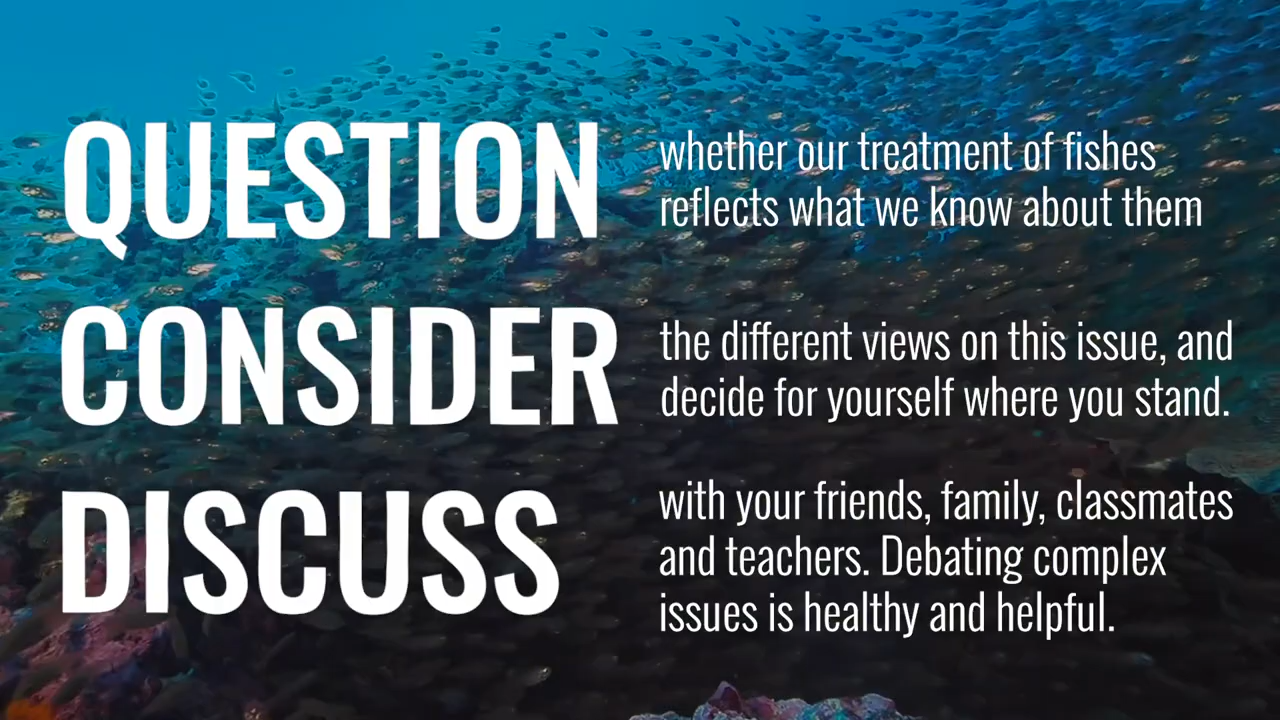 QUESTION
whether our treatment of fishes
reflects what we know about them
CONSIDER
the different views on this issue, and
decide for yourself where you stand.
DISCUSS
with your friends, family, classmates
and teachers. Debating complex
issues is healthy and helpful.